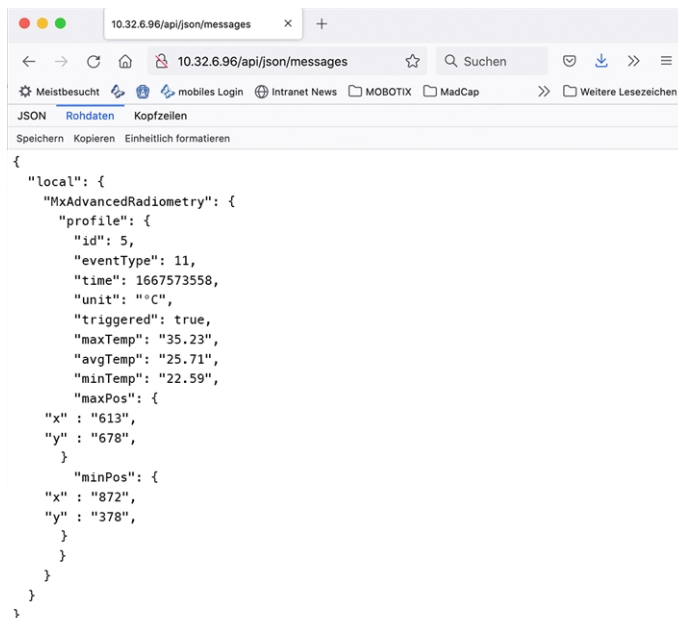 10.32.6.96/api/json/messages × +
10.32.6.96/api/json/messages Suchen
Meistbesucht mobiles Login Intranet News MOBOTIX MadCap Weitere Lesezeichen
JSON Rohdaten Kopfzeilen
Speichern Kopieren Einheitlich formatieren
{
"local": {
"MxAdvancedRadiometry": {
"profile": {
"id": 5,
"eventType": 11,
"time": 1667573558,
"unit": "°C",
"triggered": true,
"maxTemp": "35.23",
"avgTemp": "25.71",
"minTemp": "22.59",
"maxPos": {
"x" : "613",
"y" : "678",
}
"minPos": {
"x" : "872",
"y" : "378",
}
}
}
}
}